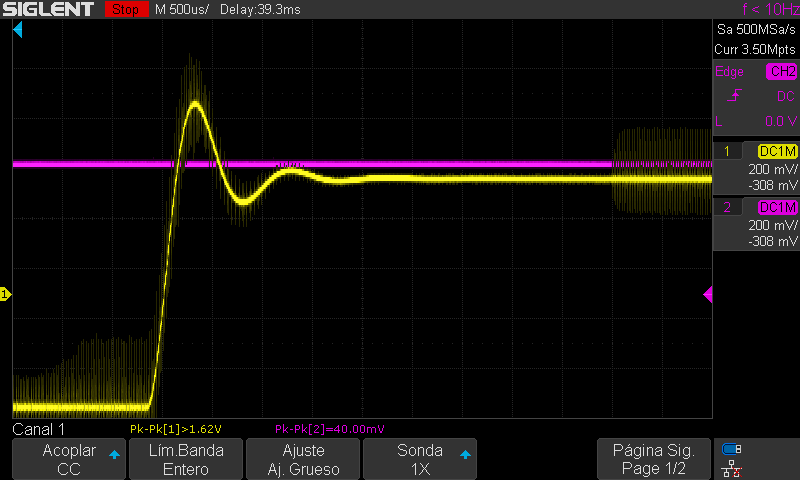 SIGLENT Stop M 500us/ Delay:39.3ms f < 10Hz
Sa 500MSa/s
Curr 3.50Mpts
Edge CH2
DC
L 0.0 V
1 DC1M
200 mV/
-308 mV
2 DC1M
200 mV/
-308 mV
1
Canal 1 Pk-Pk[1]>1.62V Pk-Pk[2]=40.00mV
Acoplar Lím.Banda Ajuste Sonda Página Sig.
CC Entero Aj. Grueso 1X Page 1/2